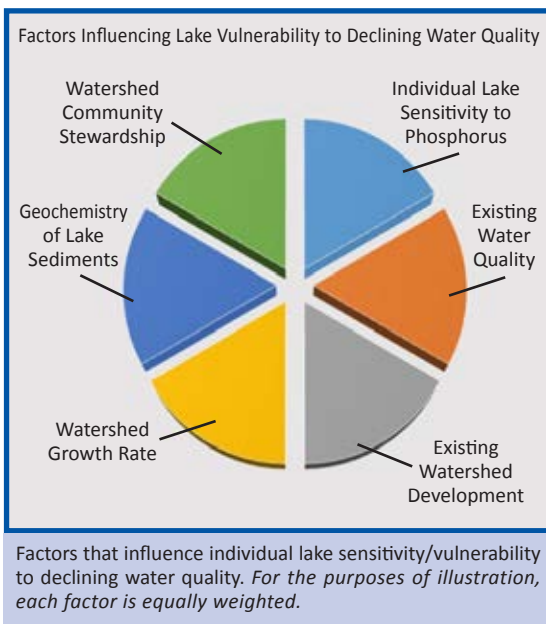 Factors Influencing Lake Vulnerability to Declining Water Quality
Watershed
Community
Stewardship
Individual Lake
Sensitivity to
Phosphorus
Geochemistry
of Lake
Sediments
Existing
Water
Quality
Watershed
Growth Rate
Existing
Watershed
Development
Factors that influence individual lake sensitivity/vulnerability
to declining water quality. For the purposes of illustration,
each factor is equally weighted.